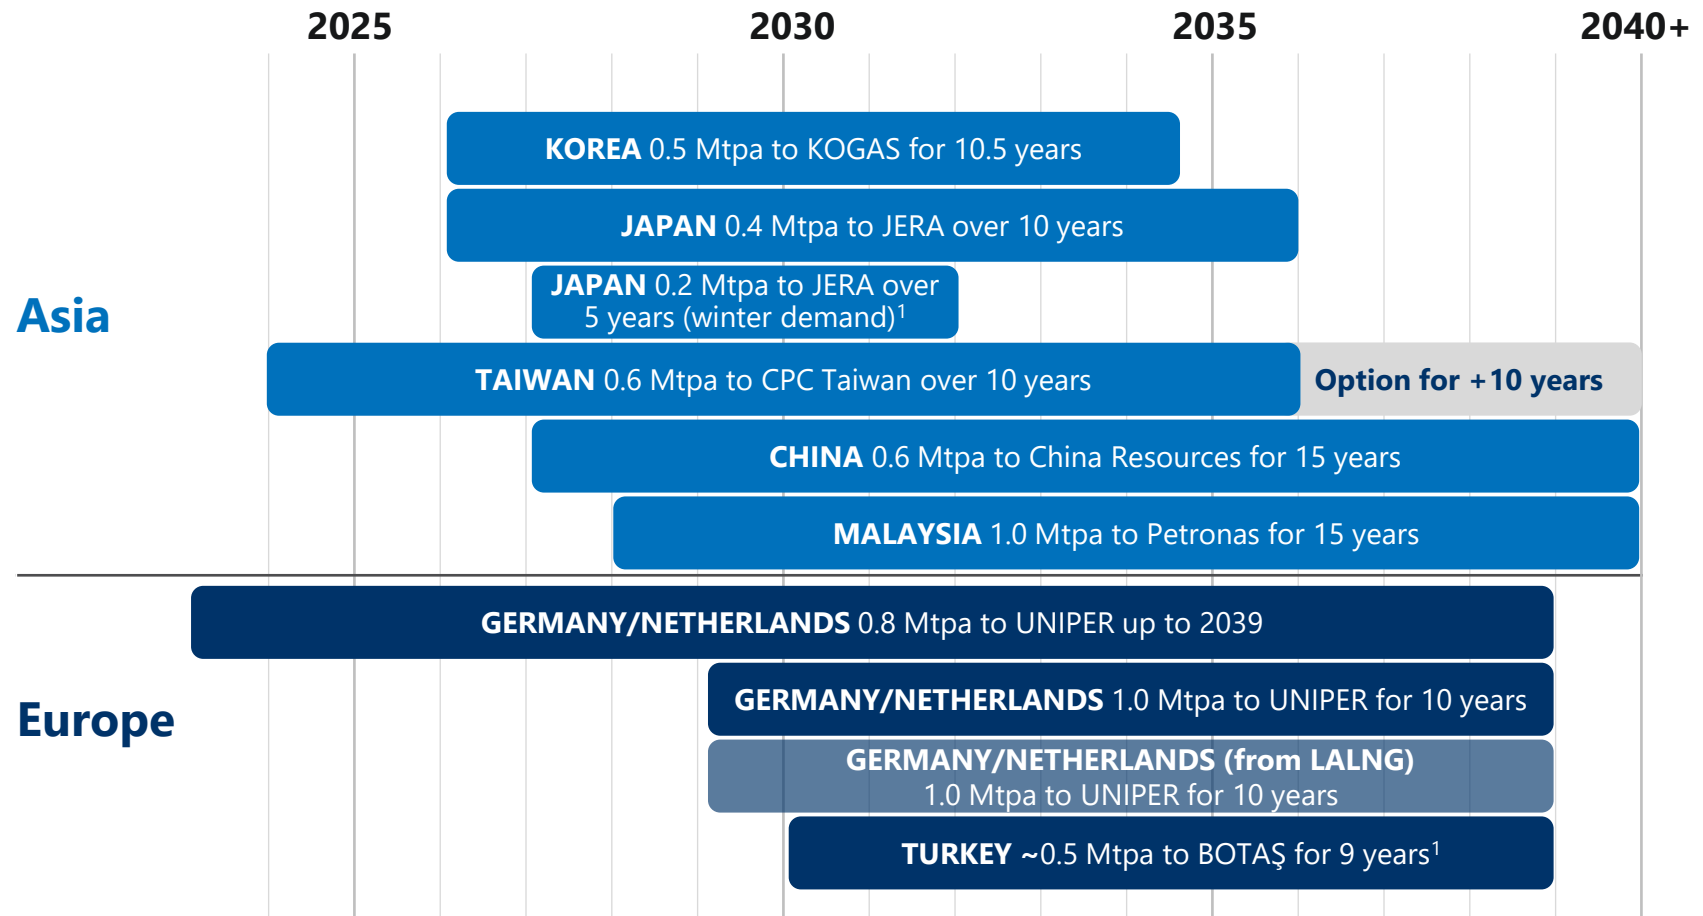 2025 2030 2035 2040+
KOREA 0.5 Mtpa to KOGAS for 10.5 years
JAPAN 0.4 Mtpa to JERA over 10 years
JAPAN 0.2 Mtpa to JERA over
5 years (winter demand)¹
Asia
TAIWAN 0.6 Mtpa to CPC Taiwan over 10 years Option for +10 years
CHINA 0.6 Mtpa to China Resources for 15 years
MALAYSIA 1.0 Mtpa to Petronas for 15 years
GERMANY/NETHERLANDS 0.8 Mtpa to UNIPER up to 2039
GERMANY/NETHERLANDS 1.0 Mtpa to UNIPER for 10 years
Europe
GERMANY/NETHERLANDS (from LALNG)
1.0 Mtpa to UNIPER for 10 years
TURKEY ~0.5 Mtpa to BOTAŞ for 9 years¹